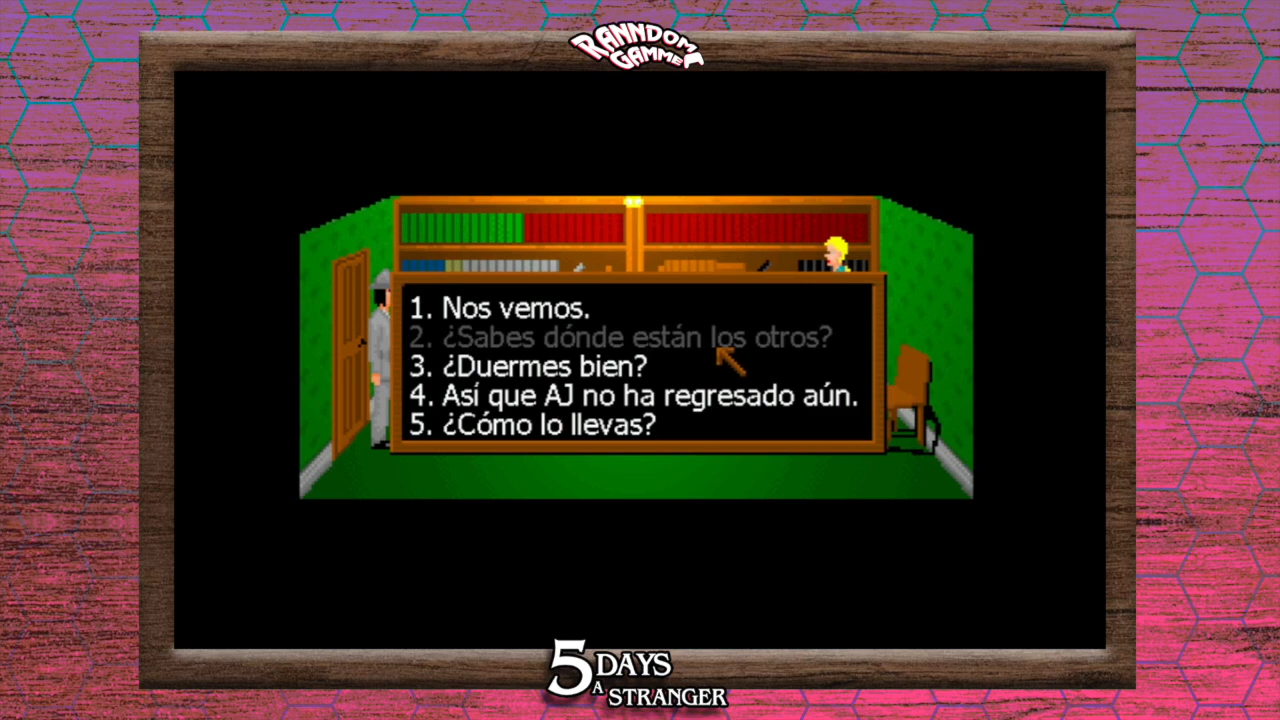 RANNDOM
GAMME
1. Nos vemos.
2. ¿Sabes dónde están los otros?
3. ¿Duermes bien?
4. Así que AJ no ha regresado aún.
5. ¿Cómo lo llevas?
5 DAYS
A STRANGER